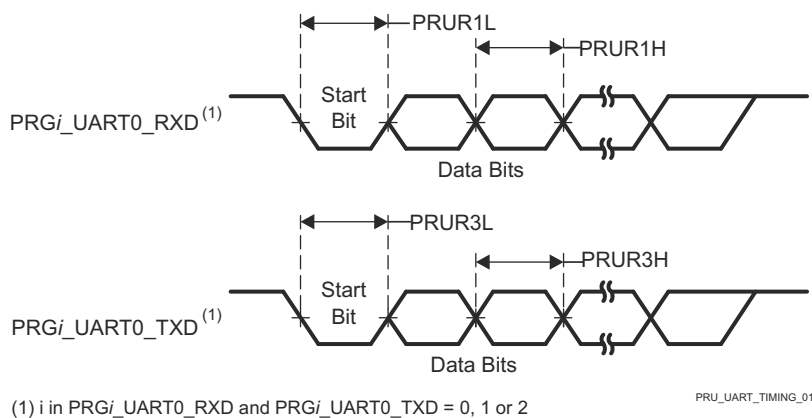 PRUR1L
PRUR1H
PRGi_UART0_RXD(1)
Start
Bit
Data Bits
PRUR3L
PRUR3H
PRGi_UART0_TXD(1)
Start
Bit
Data Bits
(1) i in PRGi_UART0_RXD and PRGi_UART0_TXD = 0, 1 or 2